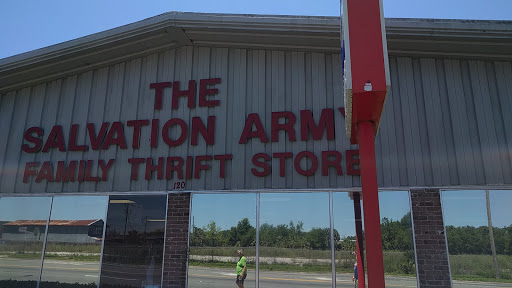 THE
SALVATION ARMY
FAMILY THRIFT STORE
120